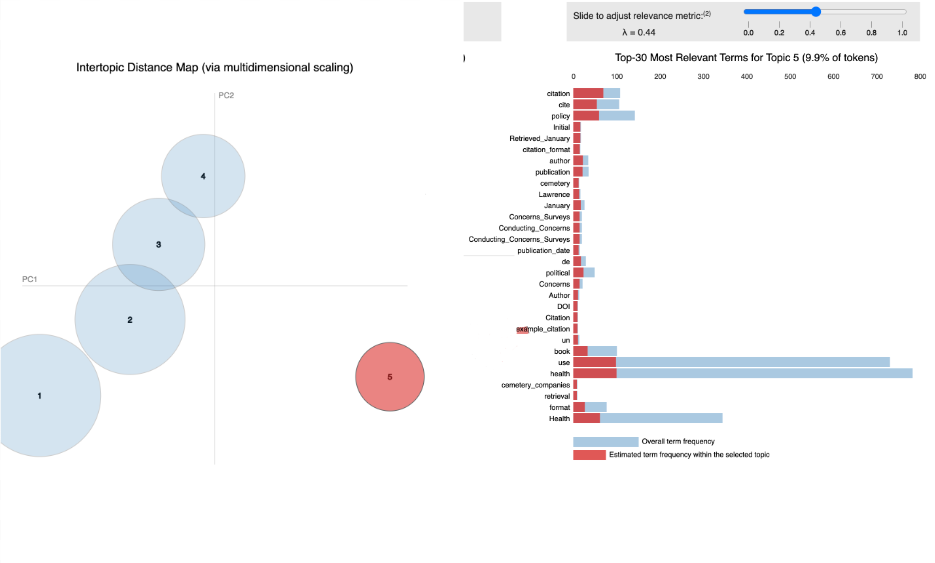 Slide to adjust relevance metric:(2)
λ = 0.44
0.0 0.2 0.4 0.6 0.8 1.0
Intertopic Distance Map (via multidimensional scaling)
PC2
PC1
4
3
2
1
5
)
Top-30 Most Relevant Terms for Topic 5 (9.9% of tokens)
0 100 200 300 400 500 600 700 800
citation
cite
policy
Initial
Retrieved_January
citation_format
author
publication
cemetery
Lawrence
January
Concerns_Surveys
Conducting_Concerns
Conducting_Concerns_Surveys
publication_date
de
political
Concerns
Author
DOI
Citation
example_citation
un
book
use
health
cemetery_companies
retrieval
format
Health
Overall term frequency
Estimated term frequency within the selected topic